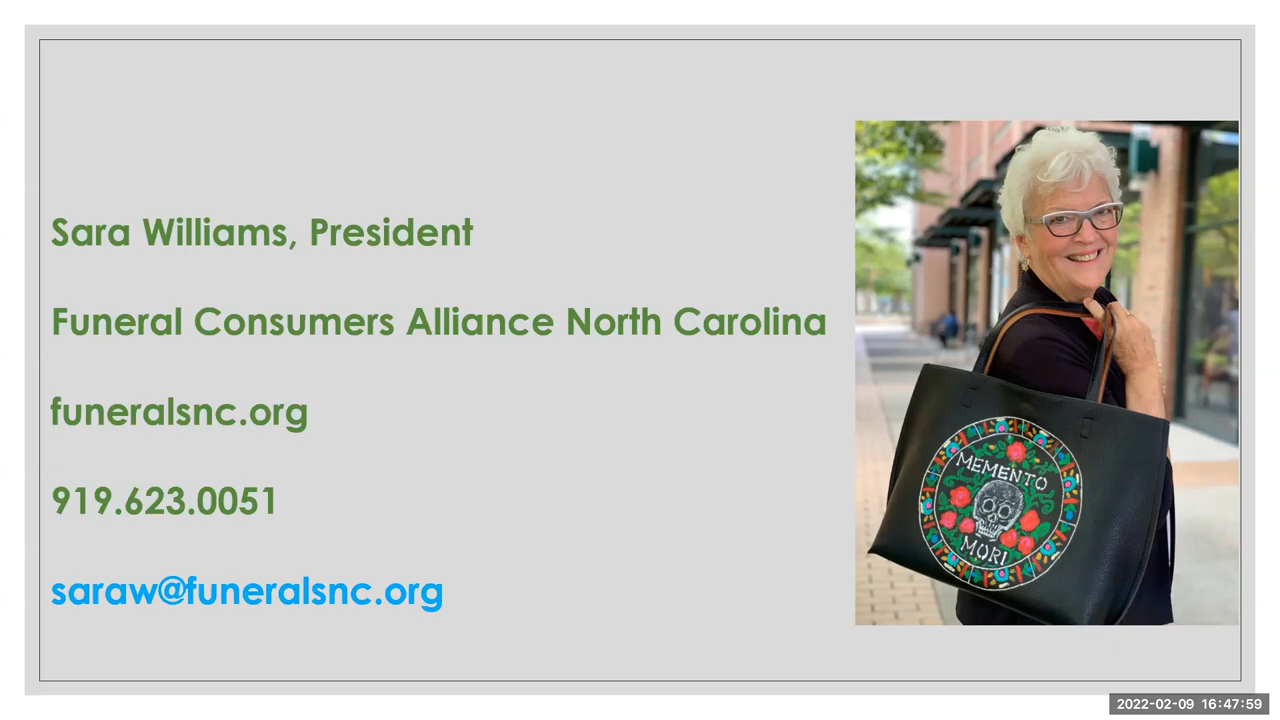 Sara Williams, President
Funeral Consumers Alliance North Carolina
funeralsnc.org
919.623.0051
saraw@funeralsnc.org
MEMENTO
MORI
2022-02-09 16:47:59